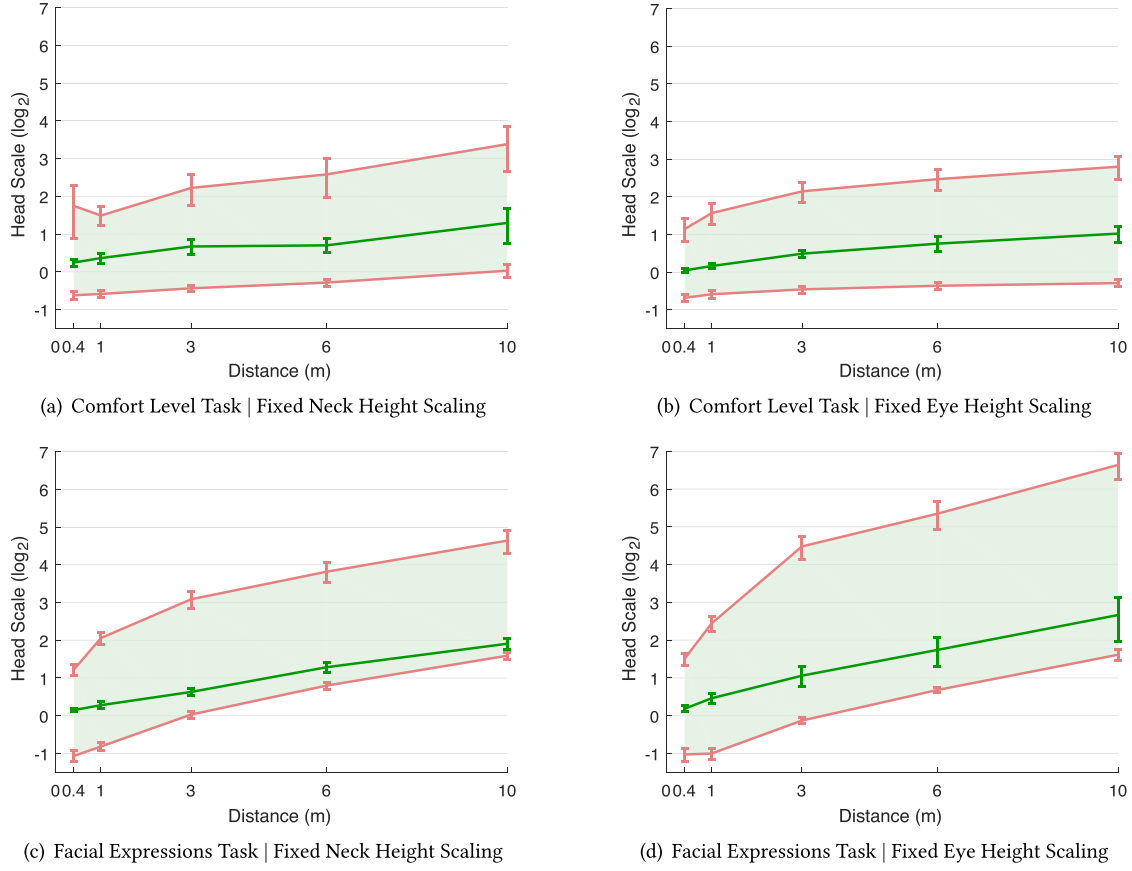 7
6
5
4
3
2
1
0
-1
Head Scale (log2)
0 0.4 1 3 6 10
Distance (m)
(a) Comfort Level Task | Fixed Neck Height Scaling
7
6
5
4
3
2
1
0
-1
Head Scale (log2)
0 0.4 1 3 6 10
Distance (m)
(b) Comfort Level Task | Fixed Eye Height Scaling
7
6
5
4
3
2
1
0
-1
Head Scale (log2)
0 0.4 1 3 6 10
Distance (m)
(c) Facial Expressions Task | Fixed Neck Height Scaling
7
6
5
4
3
2
1
0
-1
Head Scale (log2)
0 0.4 1 3 6 10
Distance (m)
(d) Facial Expressions Task | Fixed Eye Height Scaling